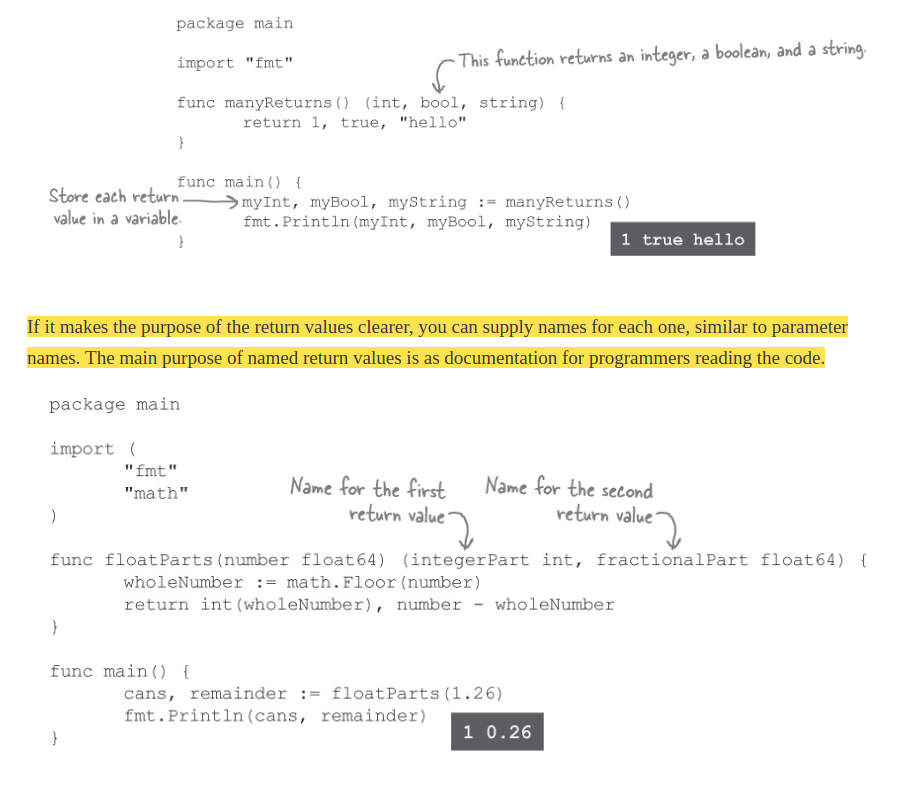 package main
import "fmt"
This function returns an integer, a boolean, and a string.
func manyReturns() (int, bool, string) {
return 1, true, "hello"
}
func main() {
Store each return
value in a variable.
myInt, myBool, myString := manyReturns()
fmt.Println(myInt, myBool, myString)
}
1 true hello
If it makes the purpose of the return values clearer, you can supply names for each one, similar to parameter
names. The main purpose of named return values is as documentation for programmers reading the code.
package main
import (
"fmt"
"math"
)
Name for the first
return value
Name for the second
return value
func floatParts(number float64) (integerPart int, fractionalPart float64) {
wholeNumber := math.Floor(number)
return int(wholeNumber), number - wholeNumber
}
func main() {
cans, remainder := floatParts(1.26)
fmt.Println(cans, remainder)
}
1 0.26